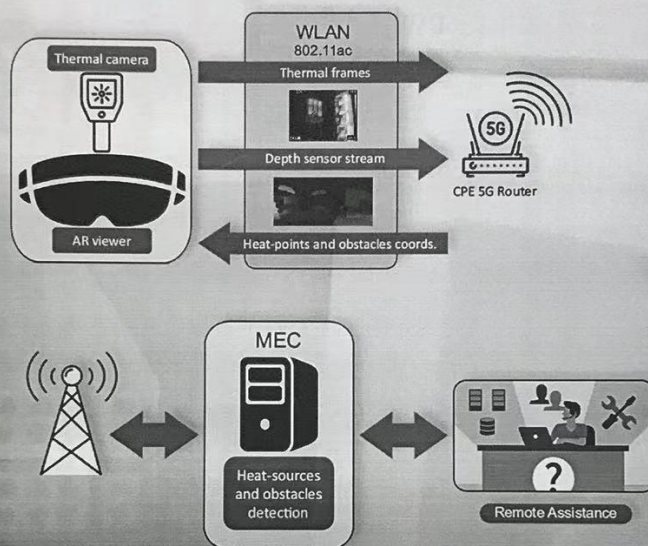 WLAN
802.11ac
Thermal camera
Thermal frames
5G
Depth sensor stream
CPE 5G Router
AR viewer
Heat-points and obstacles coords.
MEC
Heat-sources
and obstacles
detection
?
Remote Assistance